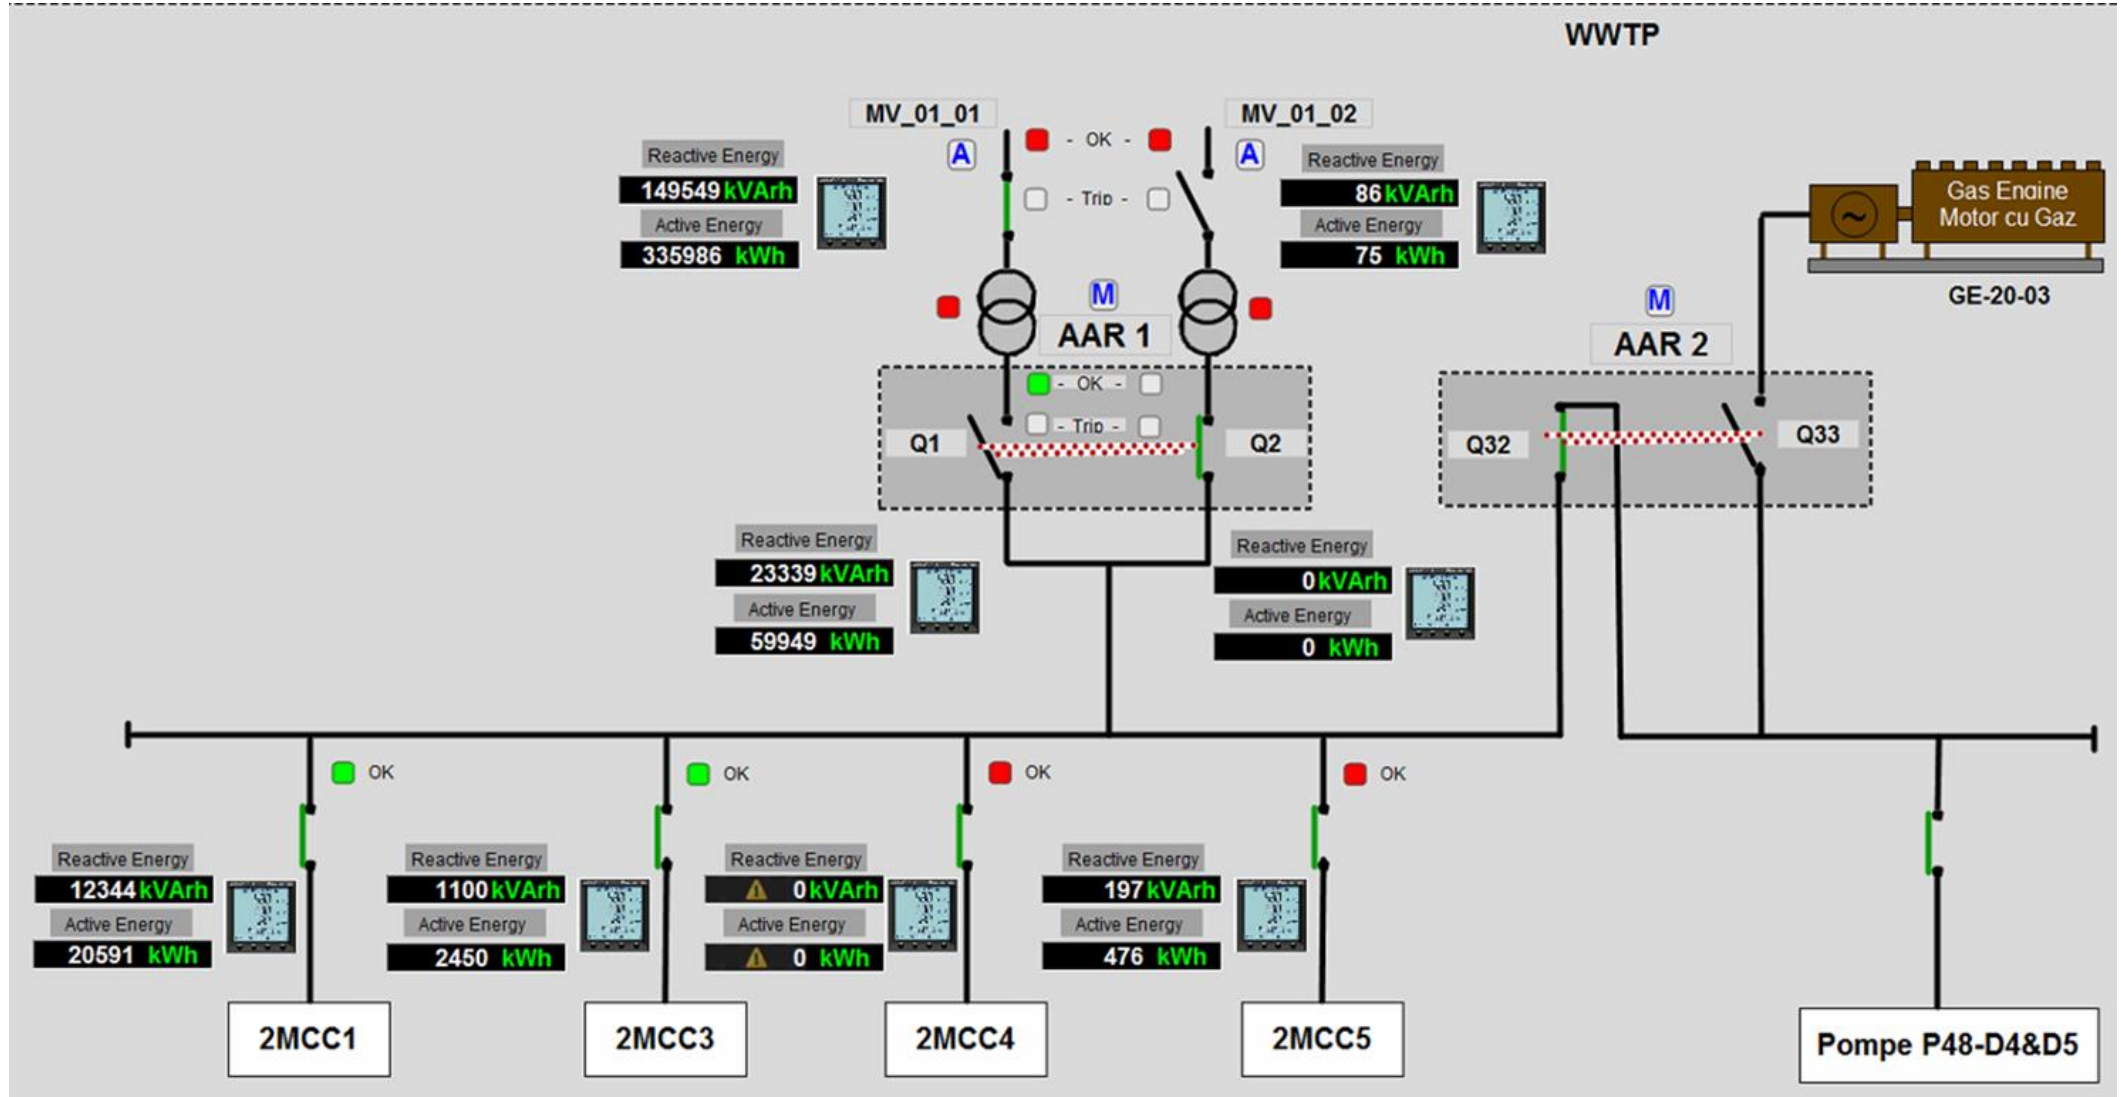 WWTP
MV_01_01
MV_01_02
- OK -
A
A
Reactive Energy
149549 kVArh
Active Energy
335986 kWh
- Trip -
Reactive Energy
86 kVArh
Active Energy
75 kWh
Gas Engine
Motor cu Gaz
GE-20-03
M
AAR 1
M
AAR 2
- OK -
- Trip -
Q1
Q2
Q32
Q33
Reactive Energy
23339 kVArh
Active Energy
59949 kWh
Reactive Energy
0 kVArh
Active Energy
0 kWh
OK
OK
OK
OK
Reactive Energy
12344 kVArh
Active Energy
20591 kWh
Reactive Energy
1100 kVArh
Active Energy
2450 kWh
Reactive Energy
0 kVArh
Active Energy
0 kWh
Reactive Energy
197 kVArh
Active Energy
476 kWh
2MCC1
2MCC3
2MCC4
2MCC5
Pompe P48-D4&D5